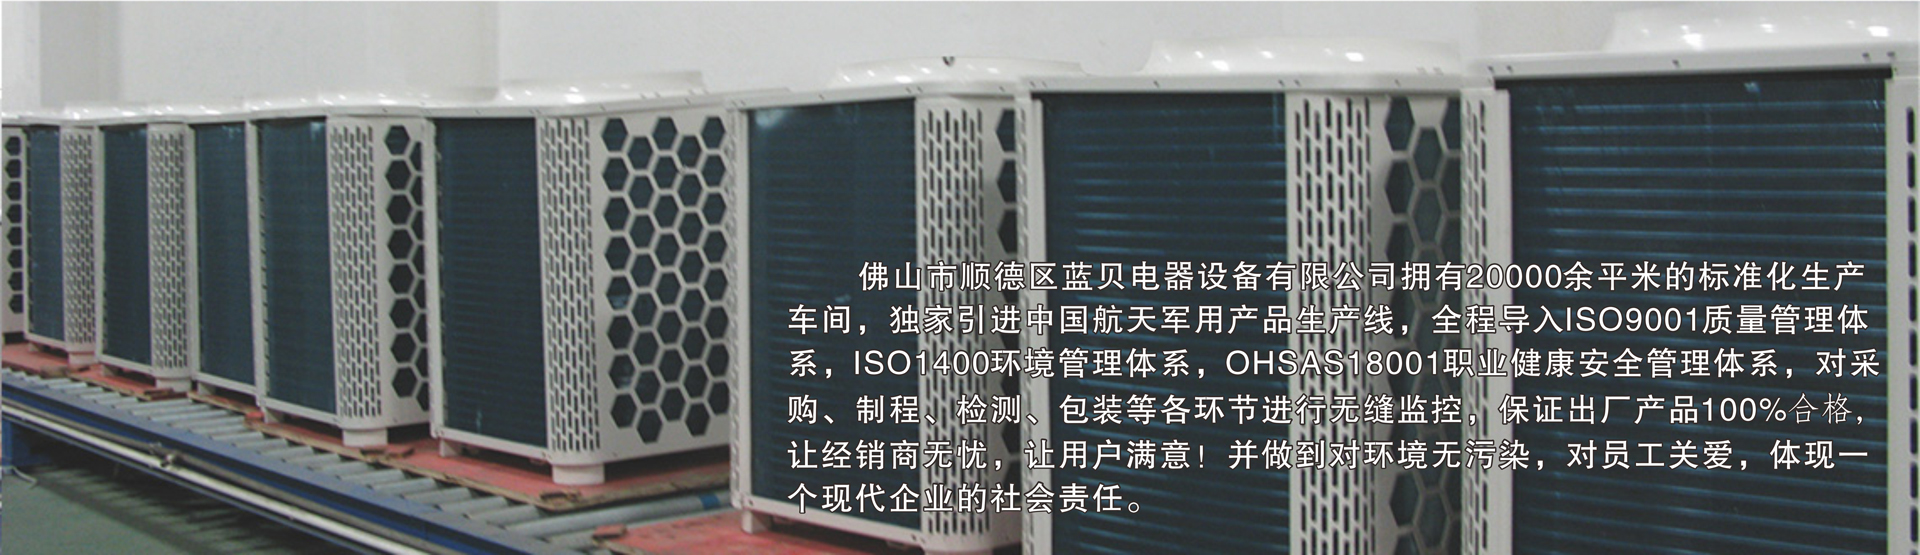 佛山市顺德区蓝贝电器设备有限公司拥有20000余平米的标准化生产
车间，独家引进中国航天军用产品生产线，全程导入ISO9001质量管理体
系，ISO1400环境管理体系，OHSAS18001职业健康安全管理体系，对采
购、制程、检测、包装等各环节进行无缝监控，保证出厂产品100%合格，
让经销商无忧，让用户满意！并做到对环境无污染，对员工关爱，体现一
个现代企业的社会责任。